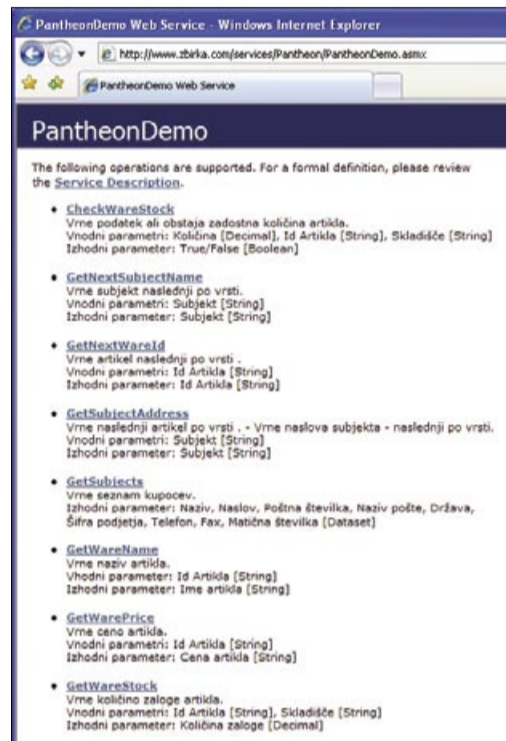 PantheonDemo Web Service - Windows Internet Explorer
http://www.zbirka.com/services/Pantheon/PantheonDemo.asmx
PantheonDemo Web Service
PantheonDemo
The following operations are supported. For a formal definition, please review
the Service Description.
• CheckWareStock
Vrne podatek ali obstaja zadostna količina artikla.
Vnodni parametri: Količina [Decimal], Id Artikla [String], Skladišče [String]
Izhodni parameter: True/False [Boolean]
• GetNextSubjectName
Vrne subjekt naslednji po vrsti.
Vnodni parametri: Subjekt [String]
Izhodni parameter: Subjekt [String]
• GetNextWareId
Vrne artikel naslednji po vrsti .
Vnodni parametri: Id Artikla [String]
Izhodni parameter: Id Artikla [String]
• GetSubjectAddress
Vrne naslednji artikel po vrsti . - Vrne naslova subjekta - naslednji po vrsti.
Vnodni parametri: Subjekt [String]
Izhodni parameter: Subjekt [String]
• GetSubjects
Vrne seznam kupocev.
Izhodni parameter: Naziv, Naslov, Poštna številka, Naziv pošte, Država,
Šifra podjetja, Telefon, Fax, Matična številka [Dataset]
• GetWareName
Vrne naziv artikla.
Vhodni parameter: Id Artikla [String]
Izhodni parameter: Ime artikla [String]
• GetWarePrice
Vrne ceno artikla.
Vnodni parametri: Id Artikla [String]
Izhodni parameter: Cena artikla [String]
• GetWareStock
Vrne količino zaloge artikla.
Vnodni parametri: Id Artikla [String], Skladišče [String]
Izhodni parameter: Količina zaloge [Decimal]